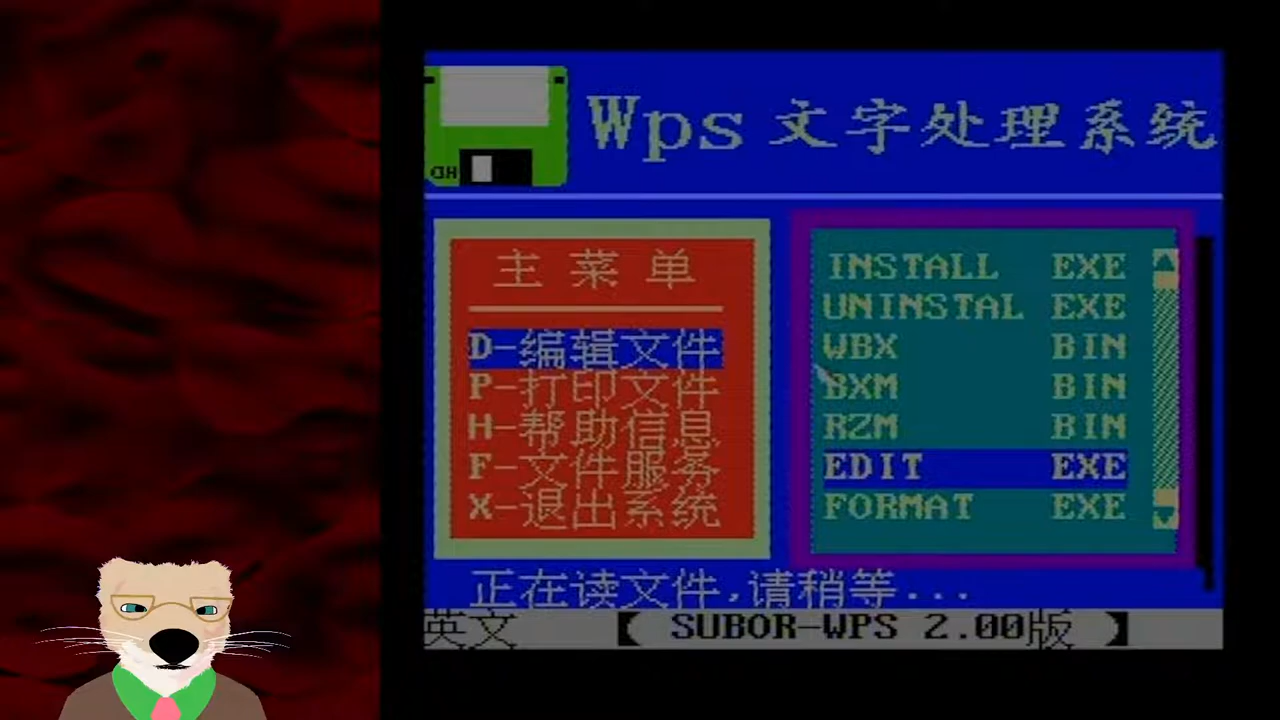 Wps 文字处理系统
HD
主菜单
D-编辑文件
P-打印文件
H-帮助信息
F-文件服务
X-退出系统
INSTALL EXE
UNINSTAL EXE
WBX BIN
BXM BIN
RZM BIN
EDIT EXE
FORMAT EXE
正在读文件,请稍等...
英文 【 SUBOR-WPS 2.00版 】